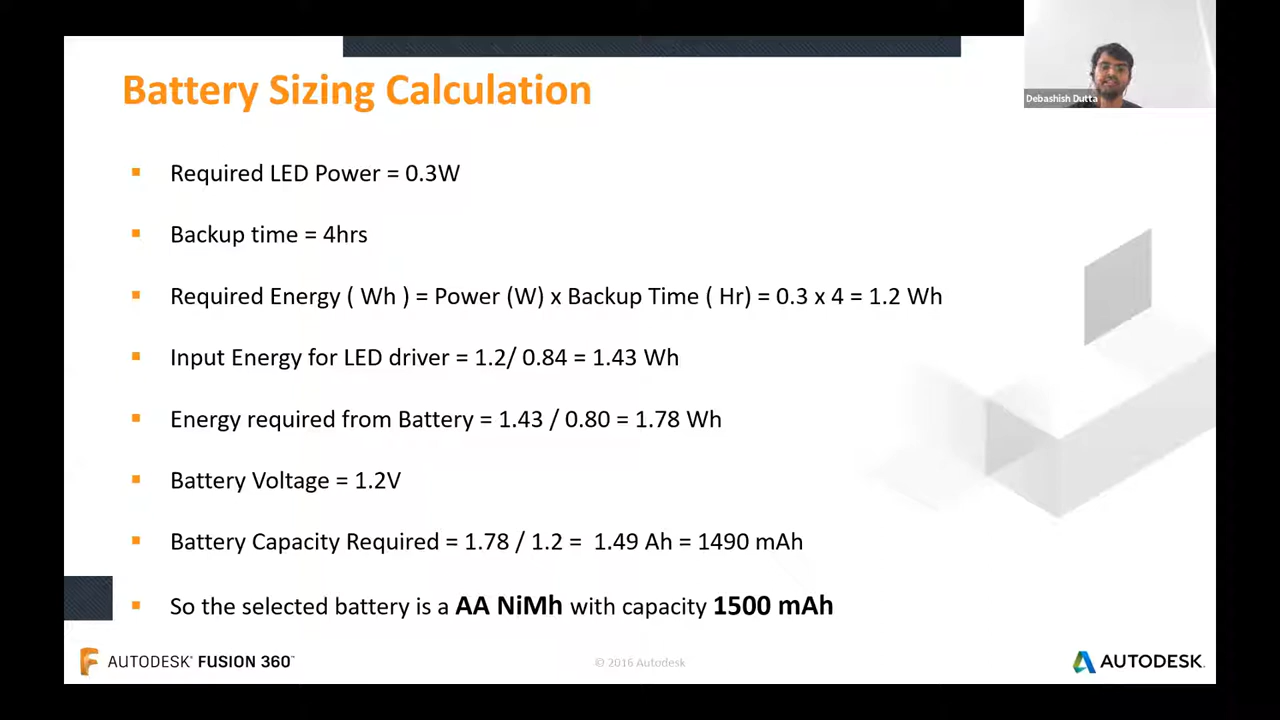 Battery Sizing Calculation
Debashish Dutta
Required LED Power = 0.3W
Backup time = 4hrs
Required Energy ( Wh ) = Power (W) x Backup Time ( Hr) = 0.3 x 4 = 1.2 Wh
Input Energy for LED driver = 1.2/ 0.84 = 1.43 Wh
Energy required from Battery = 1.43 / 0.80 = 1.78 Wh
Battery Voltage = 1.2V
Battery Capacity Required = 1.78 / 1.2 = 1.49 Ah = 1490 mAh
So the selected battery is a AA NiMh with capacity 1500 mAh
AUTODESK® FUSION 360™
© 2016 Autodesk
AUTODESK.